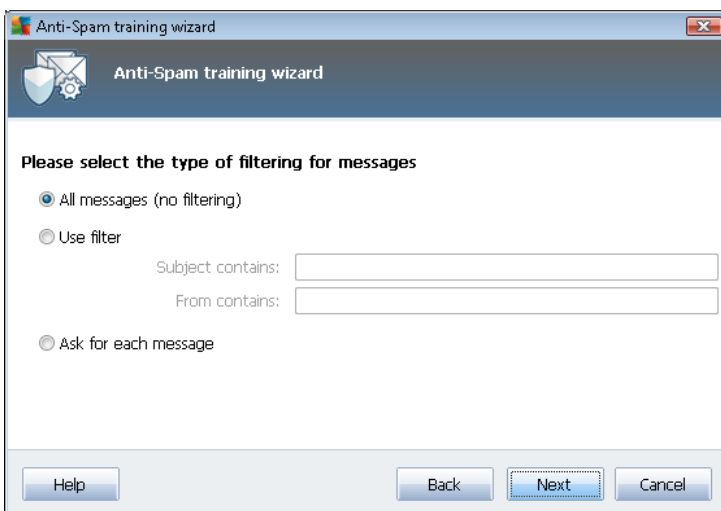 Anti-Spam training wizard
Anti-Spam training wizard
Please select the type of filtering for messages
All messages (no filtering)
Use filter
Subject contains:
From contains:
Ask for each message
Help Back Next Cancel